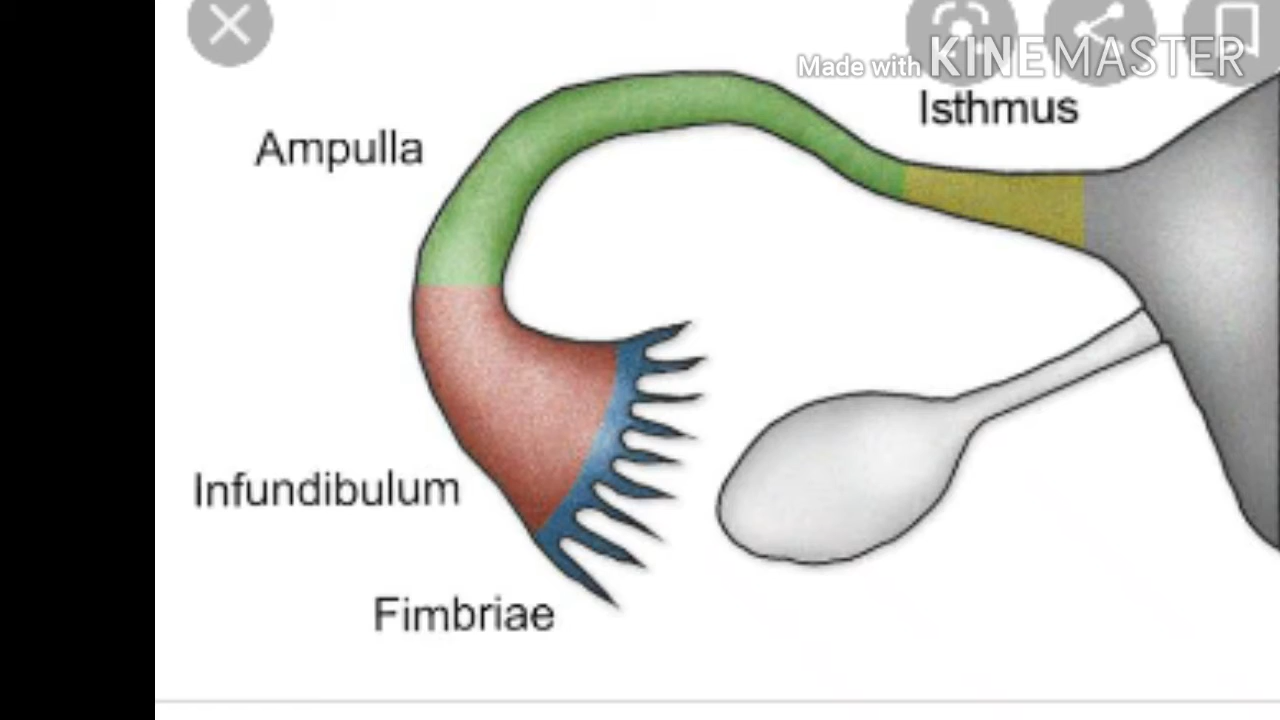 Made with KINEMASTER
Isthmus
Ampulla
Infundibulum
Fimbriae